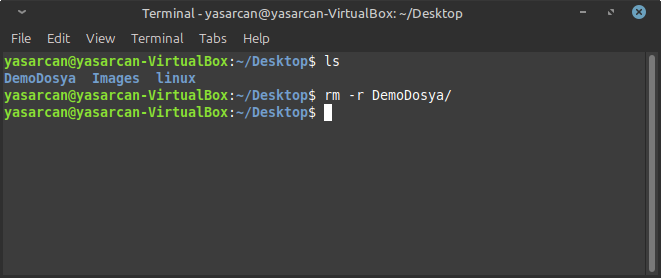 Terminal - yasarcan@yasarcan-VirtualBox: ~/Desktop
File Edit View Terminal Tabs Help
yasarcan@yasarcan-VirtualBox:~/Desktop$ ls
DemoDosya  Images  linux
yasarcan@yasarcan-VirtualBox:~/Desktop$ rm -r DemoDosya/
yasarcan@yasarcan-VirtualBox:~/Desktop$